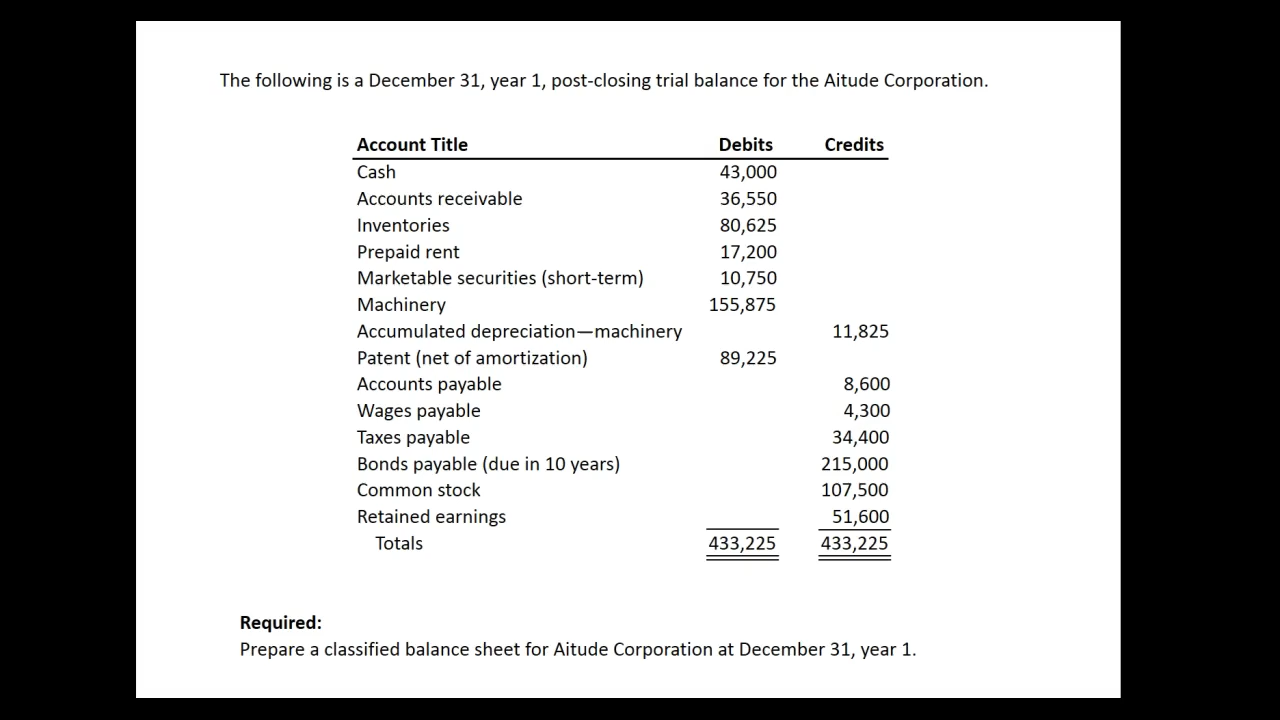 The following is a December 31, year 1, post-closing trial balance for the Aitude Corporation.
Account Title Debits Credits
Cash 43,000
Accounts receivable 36,550
Inventories 80,625
Prepaid rent 17,200
Marketable securities (short-term) 10,750
Machinery 155,875
Accumulated depreciation—machinery 11,825
Patent (net of amortization) 89,225
Accounts payable 8,600
Wages payable 4,300
Taxes payable 34,400
Bonds payable (due in 10 years) 215,000
Common stock 107,500
Retained earnings 51,600
Totals 433,225 433,225
Required:
Prepare a classified balance sheet for Aitude Corporation at December 31, year 1.